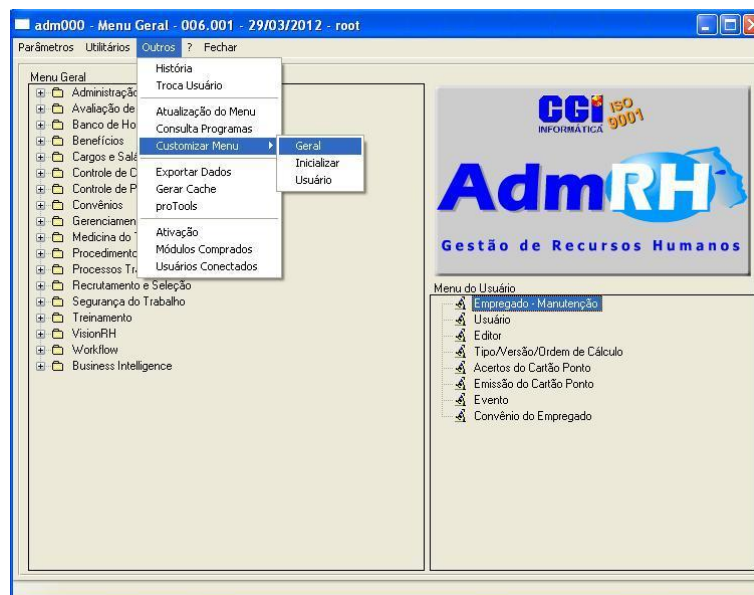 adm000 - Menu Geral - 006.001 - 29/03/2012 - root
Parâmetros Utilitários Outros ? Fechar
História
Troca Usuário
Atualização do Menu
Consulta Programas
Customizar Menu
Exportar Dados
Gerar Cache
proTools
Ativação
Módulos Comprados
Usuários Conectados
Geral
Inicializar
Usuário
Menu Geral
Administração
Avaliação de
Banco de Ho
Benefícios
Cargos e Salá
Controle de C
Controle de P
Convênios
Gerenciamen
Medicina do
Procedimento
Processos Tr
Recrutamento e Seleção
Segurança do Trabalho
Treinamento
VisionRH
Workflow
Business Intelligence
CGI ISO 9001
INFORMÁTICA
AdmRH
Gestão de Recursos Humanos
Menu do Usuário
Empregado - Manutenção
Usuário
Editor
Tipo/Versão/Ordem de Cálculo
Acertos do Cartão Ponto
Emissão do Cartão Ponto
Evento
Convênio do Empregado